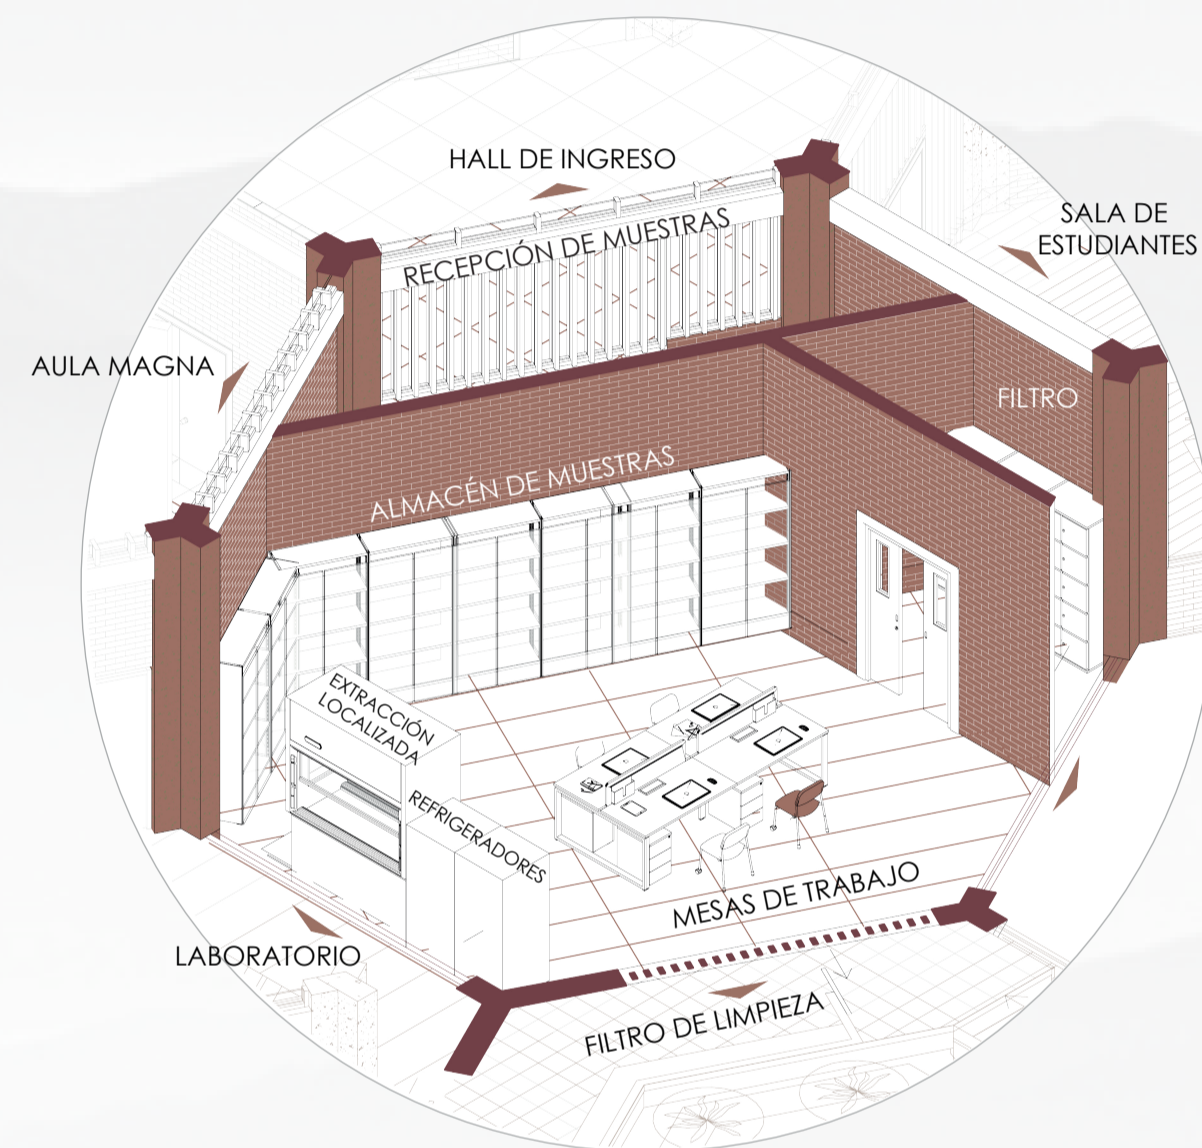 HALL DE INGRESO
RECEPCIÓN DE MUESTRAS
SALA DE
ESTUDIANTES
AULA MAGNA
FILTRO
ALMACÉN DE MUESTRAS
EXTRACCIÓN
LOCALIZADA
REFRIGERADORES
MESAS DE TRABAJO
LABORATORIO
FILTRO DE LIMPIEZA